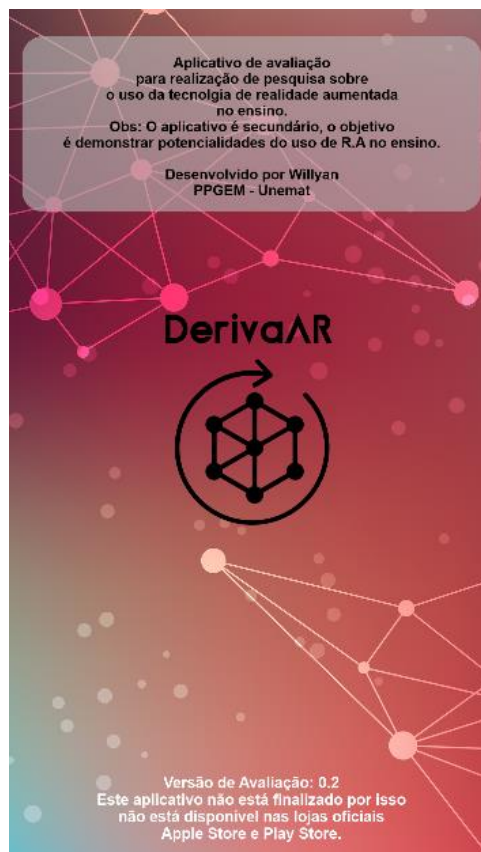 Aplicativo de avaliação
para realização de pesquisa sobre
o uso da tecnolgia de realidade aumentada
no ensino.
Obs: O aplicativo é secundário, o objetivo
é demonstrar potencialidades do uso de R.A no ensino.
Desenvolvido por Willyan
PPGEM - Unemat
DerivaAR
Versão de Avaliação: 0.2
Este aplicativo não está finalizado por isso
não está disponivel nas lojas oficiais
Apple Store e Play Store.